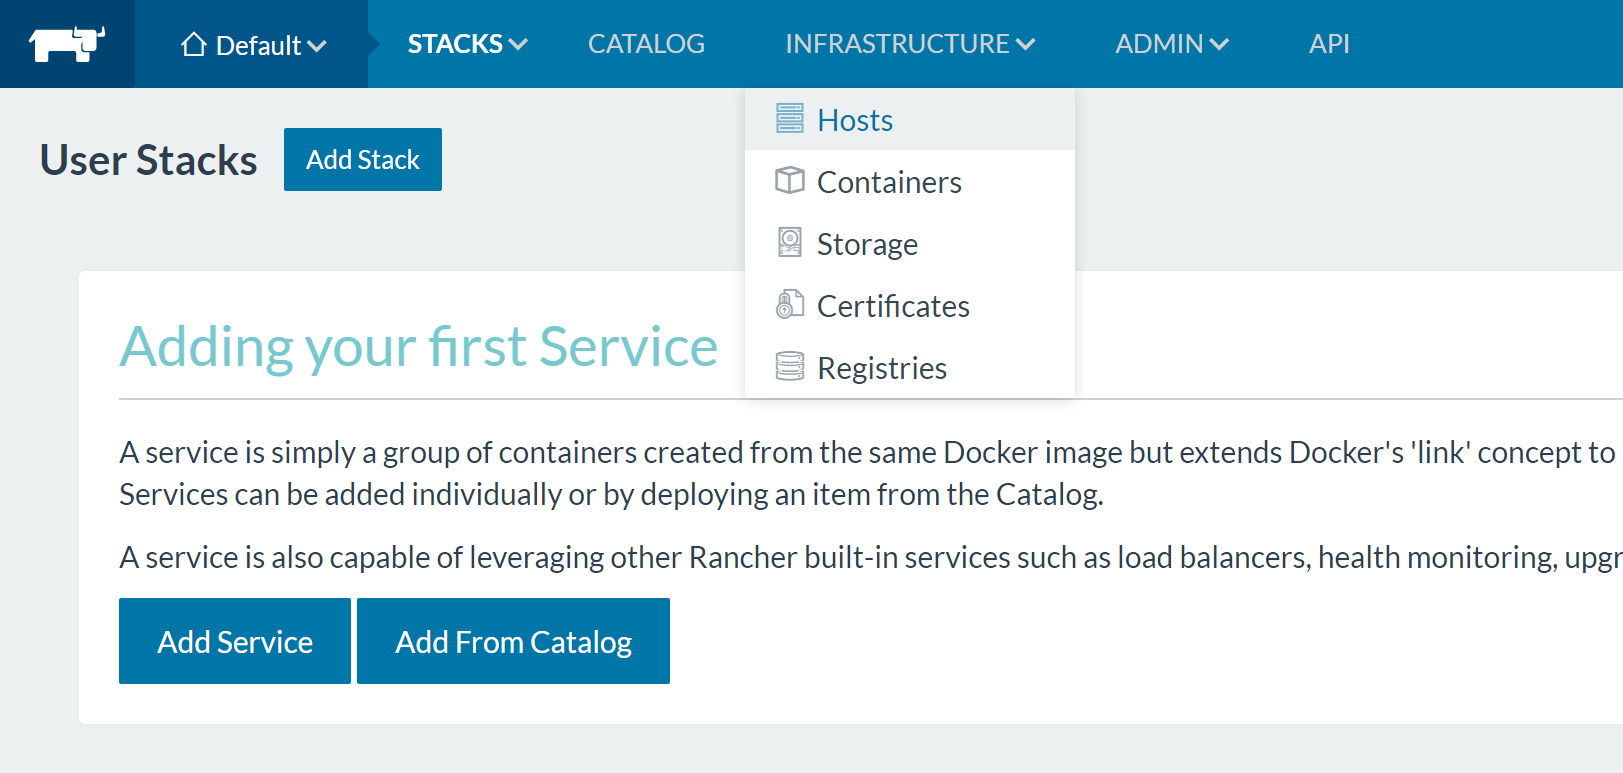 Default
STACKS
CATALOG
INFRASTRUCTURE
ADMIN
API
Hosts
Containers
Storage
Certificates
Registries
User Stacks
Add Stack
Adding your first Service
A service is simply a group of containers created from the same Docker image but extends Docker's 'link' concept to
Services can be added individually or by deploying an item from the Catalog.
A service is also capable of leveraging other Rancher built-in services such as load balancers, health monitoring, upgr
Add Service
Add From Catalog